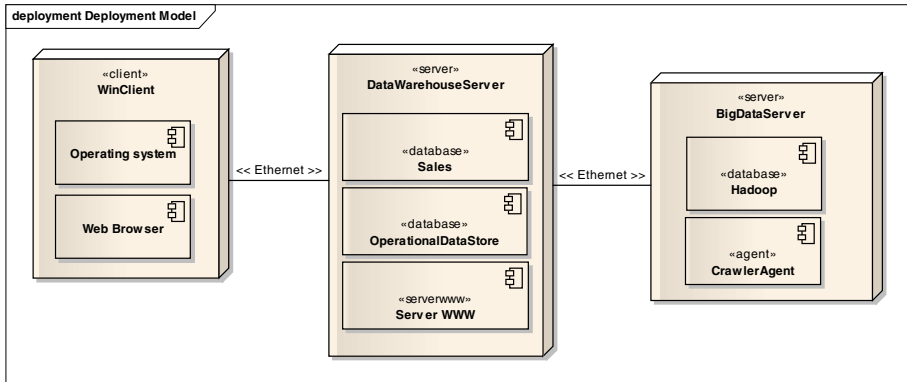 deployment Deployment Model
«client»
WinClient
Operating system
Web Browser
<< Ethernet >>
«server»
DataWarehouseServer
«database»
Sales
«database»
OperationalDataStore
«serverwww»
Server WWW
<< Ethernet >>
«server»
BigDataServer
«database»
Hadoop
«agent»
CrawlerAgent